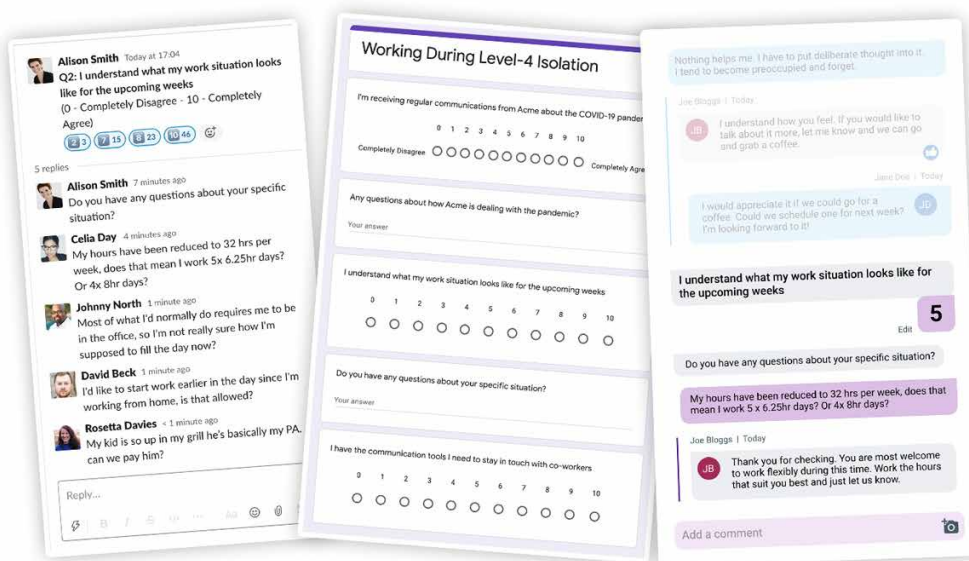 Alison Smith Today at 17:04
Q2: I understand what my work situation looks
like for the upcoming weeks
(0 - Completely Disagree - 10 - Completely
Agree)
2 3 7 15 8 23 10 46
5 replies
Alison Smith 7 minutes ago
Do you have any questions about your specific
situation?
Celia Day 4 minutes ago
My hours have been reduced to 32 hrs per
week, does that mean I work 5x 6.25hr days?
Or 4x 8hr days?
Johnny North 1 minute ago
Most of what I'd normally do requires me to be
in the office, so I'm not really sure how I'm
supposed to fill the day now?
David Beck 1 minute ago
I'd like to start work earlier in the day since I'm
working from home, is that allowed?
Rosetta Davies < 1 minute ago
My kid is so up in my grill he's basically my PA,
can we pay him?
Reply...
B I S Aa
Working During Level-4 Isolation
I'm receiving regular communications from Acme about the COVID-19 pander
0 1 2 3 4 5 6 7 8 9 10
Completely Disagree Completely Agre
Any questions about how Acme is dealing with the pandemic?
Your answer
I understand what my work situation looks like for the upcoming weeks
0 1 2 3 4 5 6 7 8 9 10
Do you have any questions about your specific situation?
Your answer
I have the communication tools I need to stay in touch with co-workers
0 1 2 3 4 5 6 7 8 9 10
Nothing helps me. I have to put deliberate thought into it.
I tend to become preoccupied and forget.
Joe Bloggs | Today
JB
I understand how you feel. If you would like to
talk about it more, let me know and we can go
and grab a coffee.
Jane Doe | Today
I would appreciate it if we could go for a
coffee. Could we schedule one for next week?
I'm looking forward to it!
JD
I understand what my work situation looks like for
the upcoming weeks
Edit 5
Do you have any questions about your specific situation?
My hours have been reduced to 32 hrs per week, does that
mean I work 5 x 6.25hr days? Or 4x 8hr days?
Joe Bloggs | Today
JB
Thank you for checking. You are most welcome
to work flexibly during this time. Work the hours
that suit you best and just let us know.
Add a comment